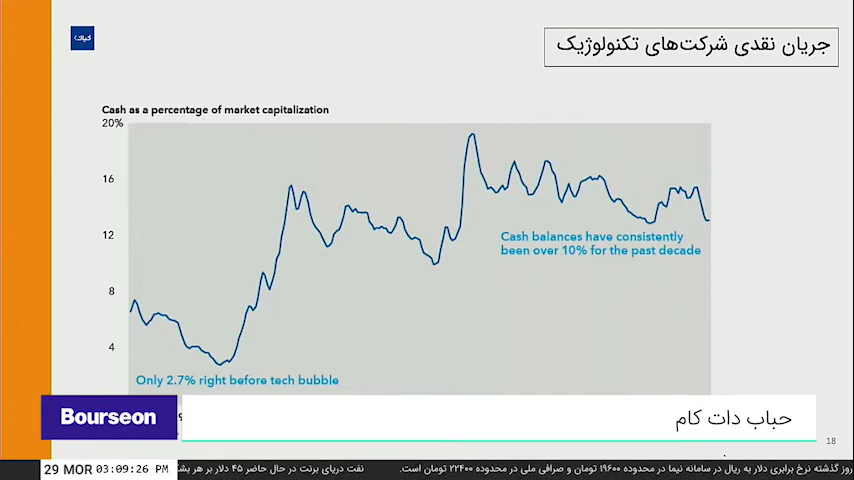 کیان
جریان نقدی شرکت‌های تکنولوژیک
Cash as a percentage of market capitalization
20%
16
12
8
4
Cash balances have consistently
been over 10% for the past decade
Only 2.7% right before tech bubble
Bourseon
حباب دات کام
18
29 MOR 03:09:26 PM
روز گذشته نرخ برابری دلار به ریال در سامانه نیما در محدوده ۱۹۶۰۰ تومان و صرافی ملی در محدوده ۲۲۴۰۰ تومان است.
نفت دریای برنت در حال حاضر ۴۵ دلار بر هر